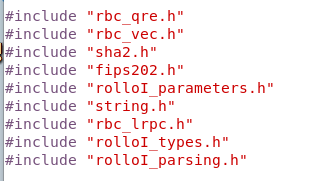 #include "rbc_qre.h"
#include "rbc_vec.h"
#include "sha2.h"
#include "fips202.h"
#include "rolloI_parameters.h"
#include "string.h"
#include "rbc_lrpc.h"
#include "rolloI_types.h"
#include "rolloI_parsing.h"